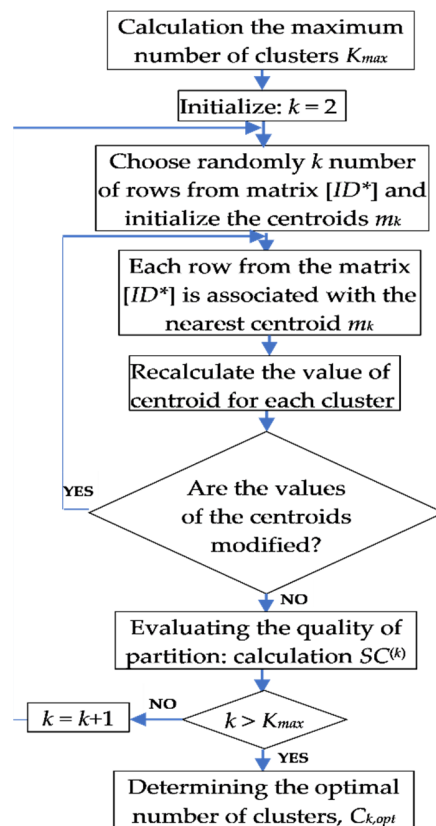 Calculation the maximum
number of clusters Kmax
Initialize: k = 2
Choose randomly k number
of rows from matrix [ID*] and
initialize the centroids mk
Each row from the matrix
[ID*] is associated with the
nearest centroid mk
Recalculate the value of
centroid for each cluster
YES
Are the values
of the centroids
modified?
NO
Evaluating the quality of
partition: calculation SC(k)
k = k+1
NO
k > Kmax
YES
Determining the optimal
number of clusters, Ck,opt